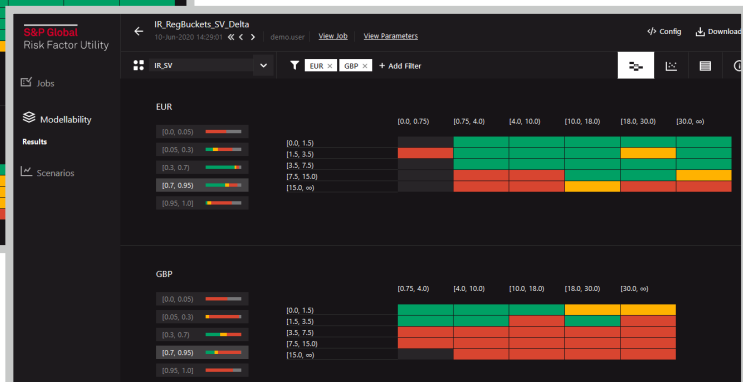 S&P Global
Risk Factor Utility
Jobs
Modellability
Results
Scenarios
IR_RegBuckets_SV_Delta
10-Jun-2020 14:29:01
demo.user
View Job
View Parameters
</> Config
Download
IR_SV
EUR ×
GBP ×
+ Add Filter
EUR
[0.0, 0.05)
[0.05, 0.3)
[0.3, 0.7)
[0.7, 0.95)
[0.95, 1.0]
[0.0, 0.75) [0.75, 4.0) [4.0, 10.0) [10.0, 18.0) [18.0, 30.0) [30.0, ∞)
[0.0, 1.5)
[1.5, 3.5)
[3.5, 7.5)
[7.5, 15.0)
[15.0, ∞)
GBP
[0.0, 0.05)
[0.05, 0.3)
[0.3, 0.7)
[0.7, 0.95)
[0.95, 1.0]
[0.75, 4.0) [4.0, 10.0) [10.0, 18.0) [18.0, 30.0) [30.0, ∞)
[0.0, 1.5)
[1.5, 3.5)
[3.5, 7.5)
[7.5, 15.0)
[15.0, ∞)